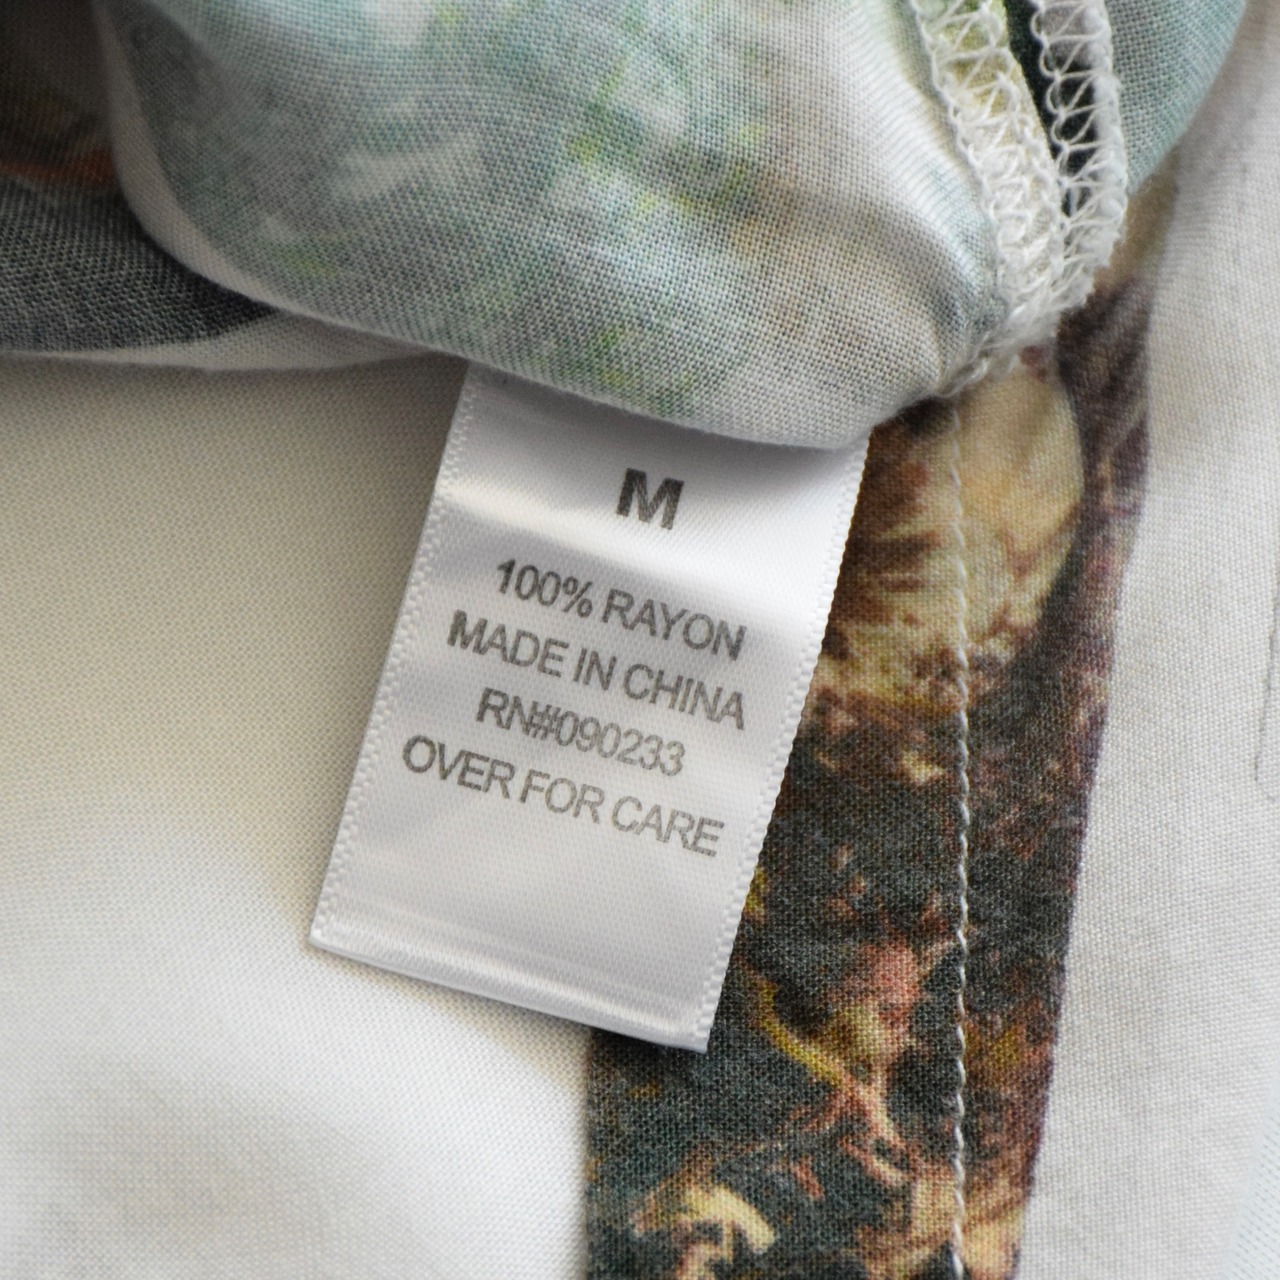 M
100% RAYON
MADE IN CHINA
RN#090233
OVER FOR CARE